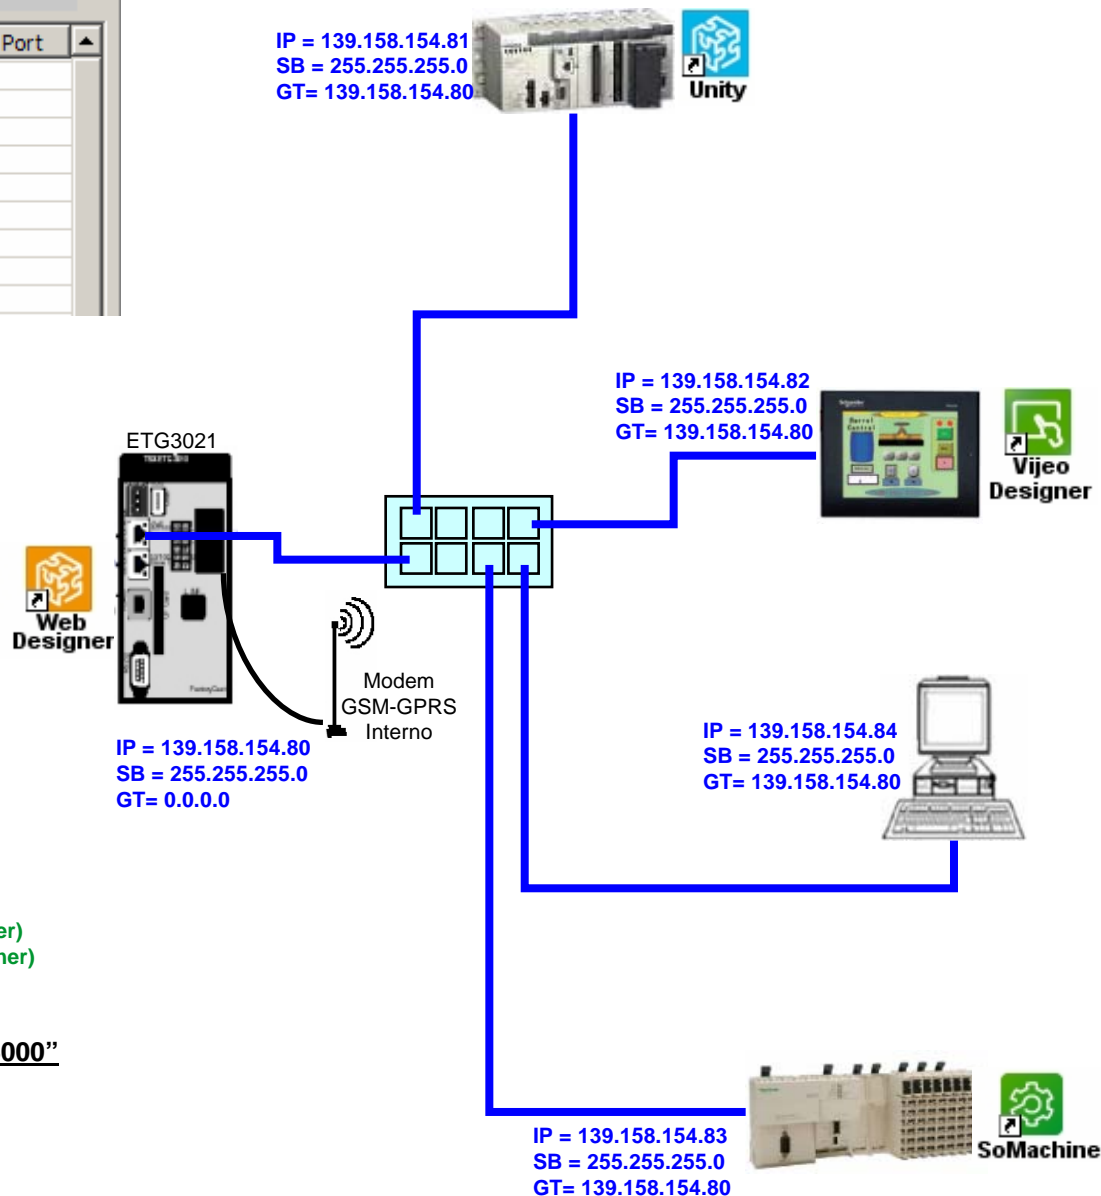 Port
IP = 139.158.154.81
SB = 255.255.255.0
GT= 139.158.154.80
Unity
IP = 139.158.154.82
SB = 255.255.255.0
GT= 139.158.154.80
Vijeo
Designer
ETG3021
Web
Designer
Modem
GSM-GPRS
Interno
IP = 139.158.154.80
SB = 255.255.255.0
GT= 0.0.0.0
IP = 139.158.154.84
SB = 255.255.255.0
GT= 139.158.154.80
er)
ner)
000”
SoMachine
IP = 139.158.154.83
SB = 255.255.255.0
GT= 139.158.154.80
Barrel
Control